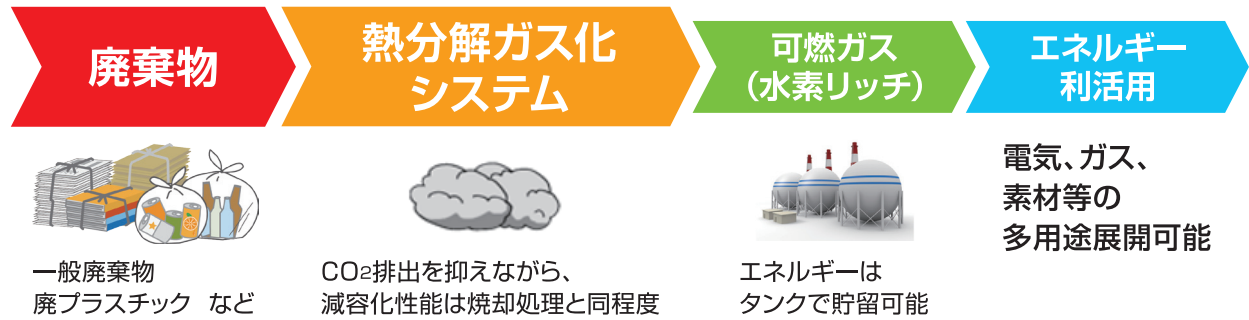 廃棄物
熱分解ガス化
システム
可燃ガス
（水素リッチ）
エネルギー
利活用
一般廃棄物
廃プラスチック　など
CO2排出を抑えながら、
減容化性能は焼却処理と同程度
エネルギーは
タンクで貯留可能
電気、ガス、
素材等の
多用途展開可能